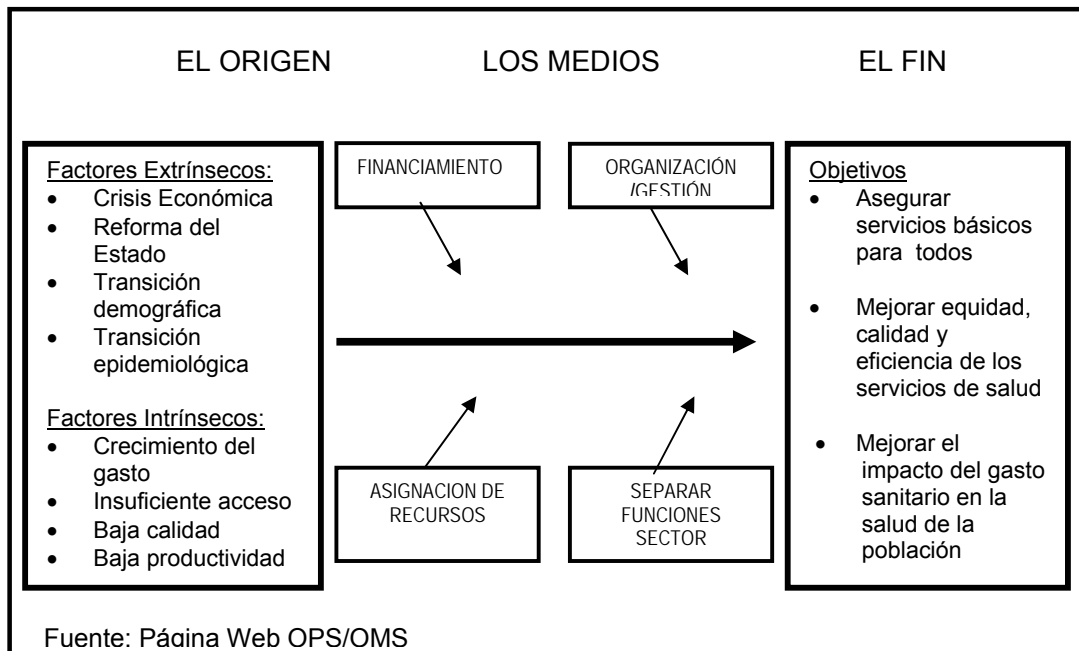 EL ORIGEN LOS MEDIOS EL FIN
Factores Extrínsecos:
• Crisis Económica
• Reforma del
Estado
• Transición
demográfica
• Transición
epidemiológica
Factores Intrínsecos:
• Crecimiento del
gasto
• Insuficiente acceso
• Baja calidad
• Baja productividad
FINANCIAMIENTO
ORGANIZACIÓN
/GESTIÓN
ASIGNACION DE
RECURSOS
SEPARAR
FUNCIONES
SECTOR
Objetivos
• Asegurar
servicios básicos
para todos
• Mejorar equidad,
calidad y
eficiencia de los
servicios de salud
• Mejorar el
impacto del gasto
sanitario en la
salud de la
población
Fuente: Página Web OPS/OMS